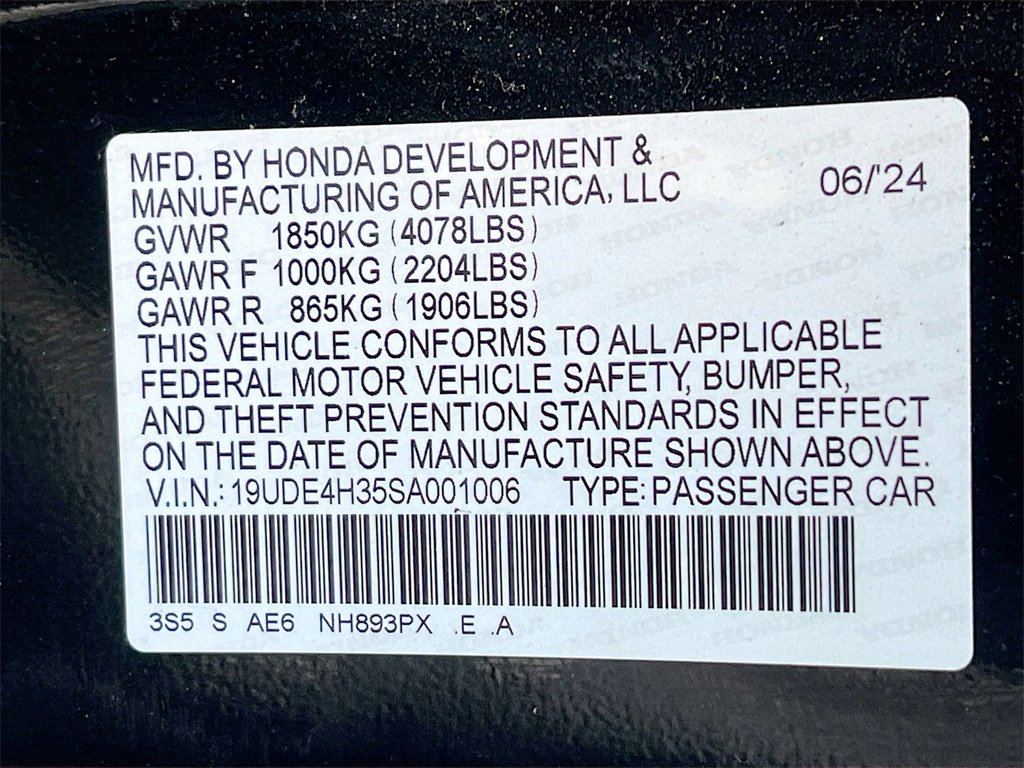 MFD. BY HONDA DEVELOPMENT &
MANUFACTURING OF AMERICA, LLC 06/'24
GVWR 1850KG (4078LBS)
GAWR F 1000KG (2204LBS)
GAWR R 865KG (1906LBS)
THIS VEHICLE CONFORMS TO ALL APPLICABLE
FEDERAL MOTOR VEHICLE SAFETY, BUMPER,
AND THEFT PREVENTION STANDARDS IN EFFECT
ON THE DATE OF MANUFACTURE SHOWN ABOVE.
V.I.N.: 19UDE4H35SA001006 TYPE: PASSENGER CAR
3S5 S AE6 NH893PX .E .A